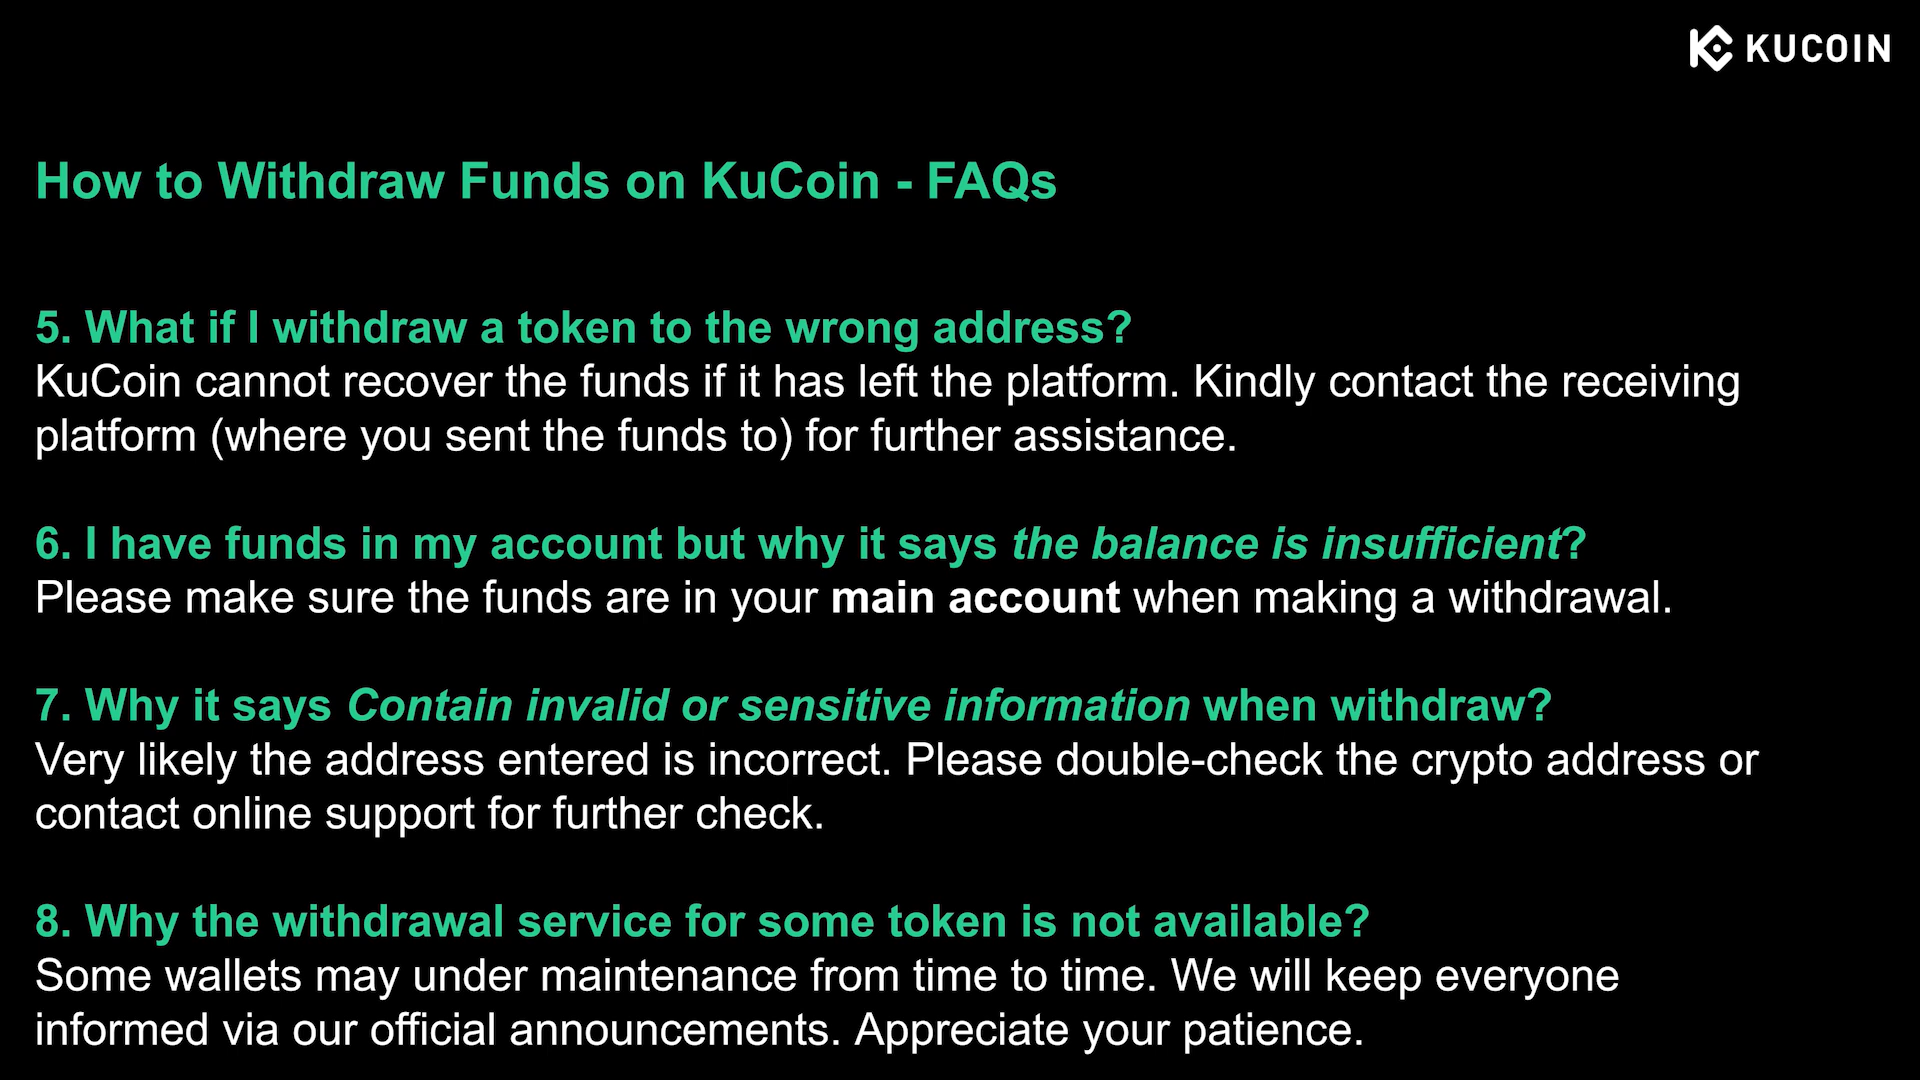 KUCOIN
How to Withdraw Funds on KuCoin - FAQs
5. What if I withdraw a token to the wrong address?
KuCoin cannot recover the funds if it has left the platform. Kindly contact the receiving
platform (where you sent the funds to) for further assistance.
6. I have funds in my account but why it says the balance is insufficient?
Please make sure the funds are in your main account when making a withdrawal.
7. Why it says Contain invalid or sensitive information when withdraw?
Very likely the address entered is incorrect. Please double-check the crypto address or
contact online support for further check.
8. Why the withdrawal service for some token is not available?
Some wallets may under maintenance from time to time. We will keep everyone
informed via our official announcements. Appreciate your patience.